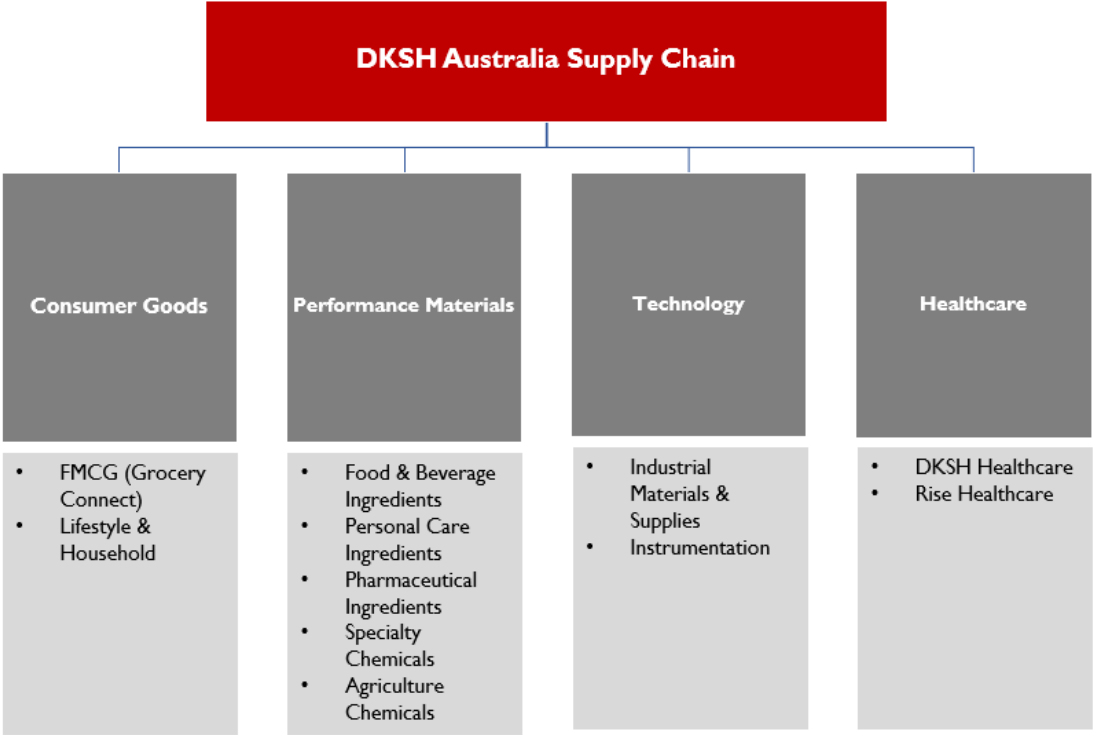 DKSH Australia Supply Chain
Consumer Goods
• FMCG (Grocery
Connect)
• Lifestyle &
Household
Performance Materials
• Food & Beverage
Ingredients
• Personal Care
Ingredients
• Pharmaceutical
Ingredients
• Specialty
Chemicals
• Agriculture
Chemicals
Technology
• Industrial
Materials &
Supplies
• Instrumentation
Healthcare
• DKSH Healthcare
• Rise Healthcare